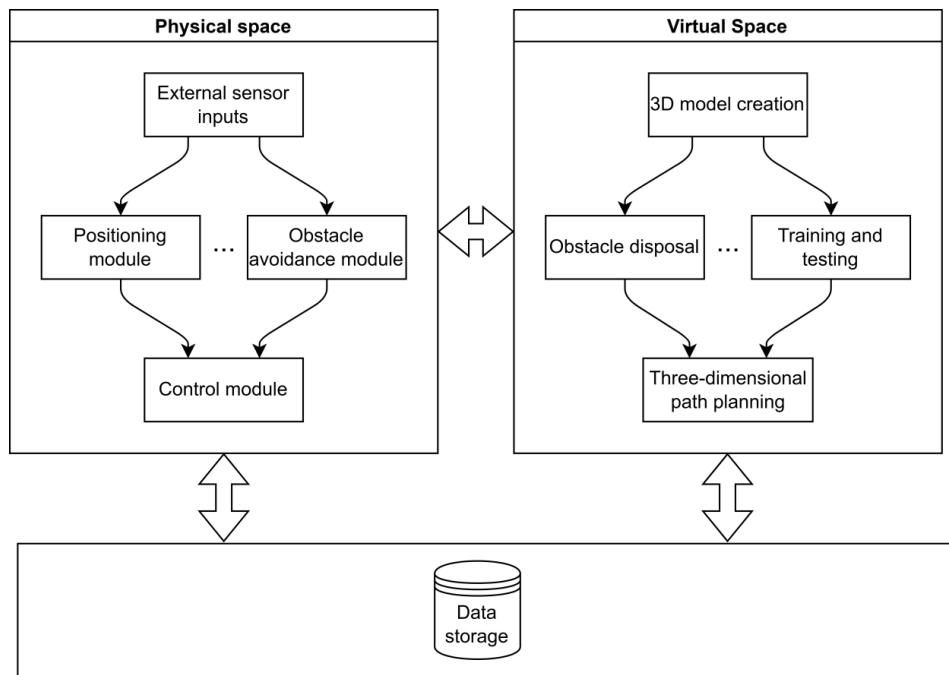 Physical space
External sensor
inputs
Positioning
module
...
Obstacle
avoidance module
Control module
Virtual Space
3D model creation
Obstacle disposal
...
Training and
testing
Three-dimensional
path planning
Data
storage